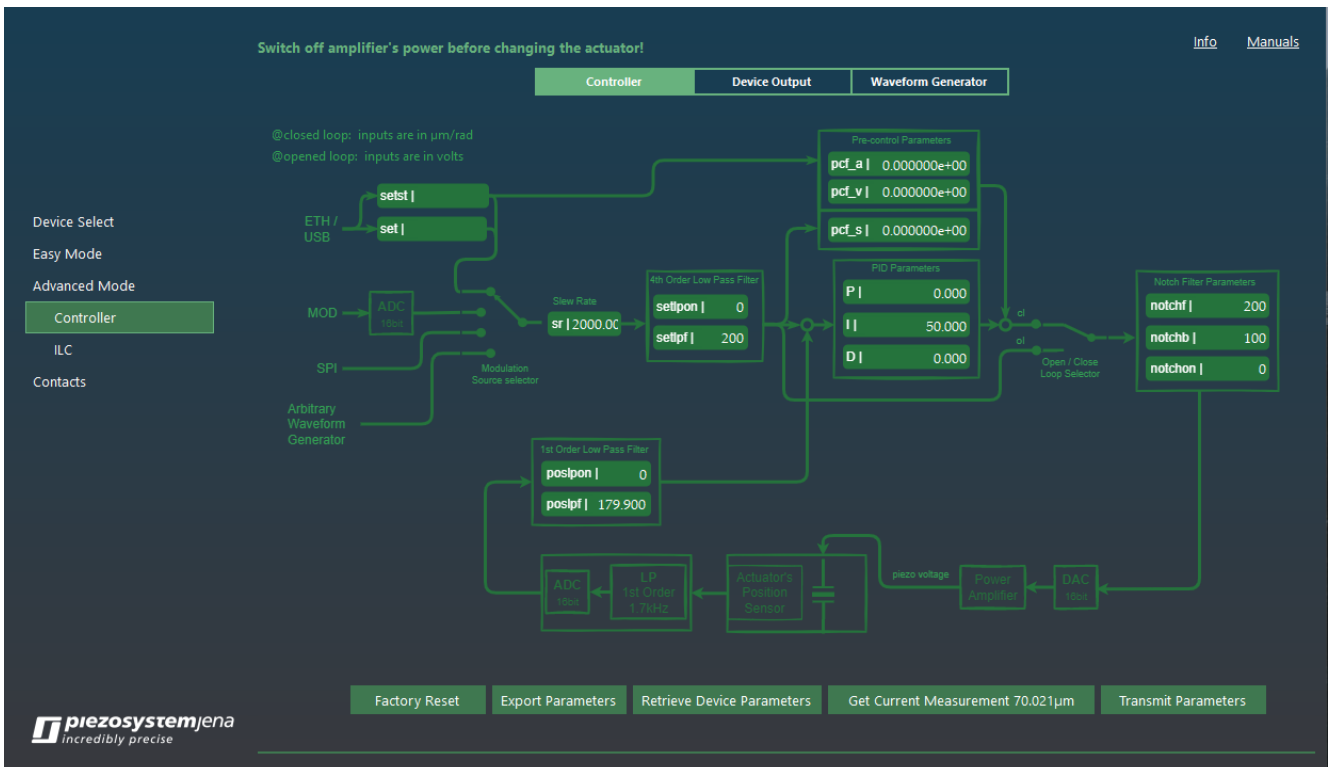 Switch off amplifier's power before changing the actuator!
Info
Manuals
Controller
Device Output
Waveform Generator
@closed loop: inputs are in µm/rad
@opened loop: inputs are in volts
Device Select
Easy Mode
Advanced Mode
Controller
ILC
Contacts
ETH /
USB
setst |
set |
MOD
ADC
16bit
SPI
Arbitrary
Waveform
Generator
Modulation
Source selector
Slew Rate
sr | 2000.00
4th Order Low Pass Filter
setlpon | 0
setlpf | 200
Pre-control Parameters
pcf_a | 0.000000e+00
pcf_v | 0.000000e+00
pcf_s | 0.000000e+00
PID Parameters
P | 0.000
I | 50.000
D | 0.000
cl
ol
Open / Close
Loop Selector
Notch Filter Parameters
notchf | 200
notchb | 100
notchon | 0
1st Order Low Pass Filter
poslpon | 0
poslpf | 179.900
ADC
16bit
LP
1st Order
1.7kHz
Actuator's
Position
Sensor
piezo voltage
Power
Amplifier
DAC
16bit
Factory Reset
Export Parameters
Retrieve Device Parameters
Get Current Measurement 70.021µm
Transmit Parameters
piezosystemjena
incredibly precise